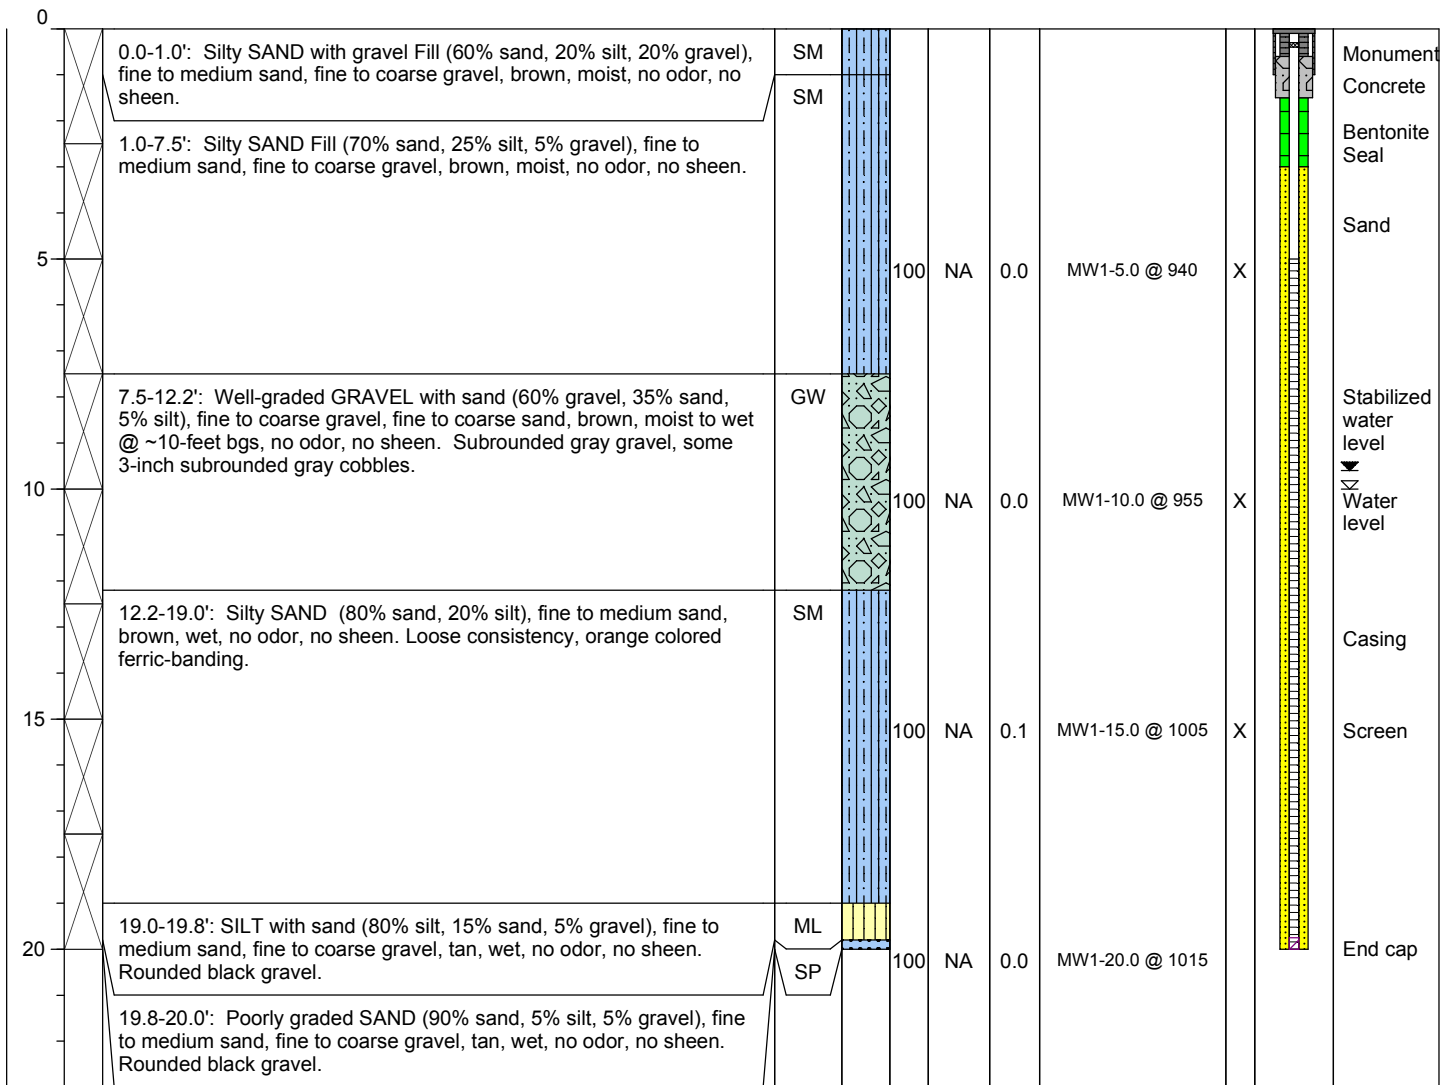 0
0.0-1.0':  Silty SAND with gravel Fill (60% sand, 20% silt, 20% gravel),
fine to medium sand, fine to coarse gravel, brown, moist, no odor, no
sheen.
SM
SM
Monument
Concrete
1.0-7.5':  Silty SAND Fill (70% sand, 25% silt, 5% gravel), fine to
medium sand, fine to coarse gravel, brown, moist, no odor, no sheen.
Bentonite
Seal
Sand
5
100
NA
0.0
MW1-5.0 @ 940
X
7.5-12.2':  Well-graded GRAVEL with sand (60% gravel, 35% sand,
5% silt), fine to coarse gravel, fine to coarse sand, brown, moist to wet
@ ~10-feet bgs, no odor, no sheen.  Subrounded gray gravel, some
3-inch subrounded gray cobbles.
GW
Stabilized
water
level
10
100
NA
0.0
MW1-10.0 @ 955
X
Water
level
12.2-19.0':  Silty SAND  (80% sand, 20% silt), fine to medium sand,
brown, wet, no odor, no sheen. Loose consistency, orange colored
ferric-banding.
SM
Casing
15
100
NA
0.1
MW1-15.0 @ 1005
X
Screen
19.0-19.8': SILT with sand (80% silt, 15% sand, 5% gravel), fine to
medium sand, fine to coarse gravel, tan, wet, no odor, no sheen.
Rounded black gravel.
ML
SP
20
100
NA
0.0
MW1-20.0 @ 1015
End cap
19.8-20.0':  Poorly graded SAND (90% sand, 5% silt, 5% gravel), fine
to medium sand, fine to coarse gravel, tan, wet, no odor, no sheen.
Rounded black gravel.